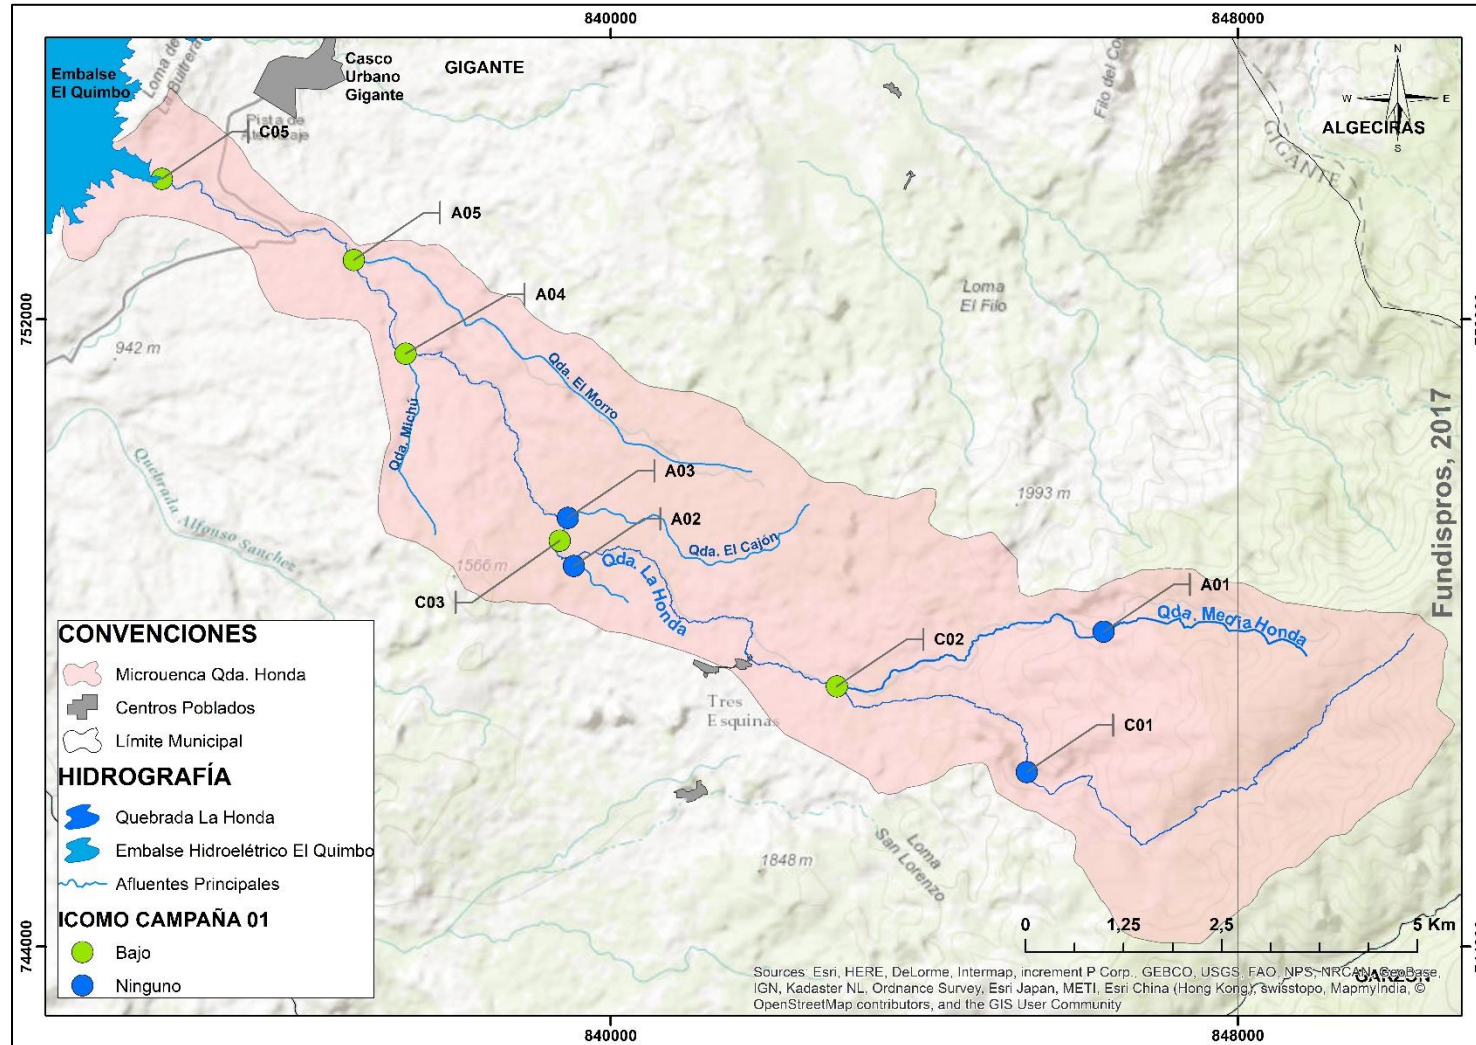 840000
848000
Embalse
El Quimbo
Loma de
La Buitrera
Casco
Urbano
Gigante
GIGANTE
Filo del
N
W
E
S
ALGECIRAS
GIGANTE
Pista de
C05
A05
A04
752000
942 m
Loma
El Filo
Qda. El Morro
Qda. Michú
Quebrada Alfonso Sanchez
A03
A02
1993 m
Qda. El Cajón
1566 m
Qda. La Honda
C03
A01
Qda. Media Honda
C02
Tres
Esquinas
C01
Fundispros, 2017
Loma
San Lorenzo
1848 m
CONVENCIONES
Microuenca Qda. Honda
Centros Poblados
Límite Municipal
HIDROGRAFÍA
Quebrada La Honda
Embalse Hidroelétrico El Quimbo
Afluentes Principales
ICOMO CAMPAÑA 01
Bajo
Ninguno
744000
0 1,25 2,5 5 Km
GARZON
Sources: Esri, HERE, DeLorme, Intermap, increment P Corp., GEBCO, USGS, FAO, NPS, NRCAN, GeoBase,
IGN, Kadaster NL, Ordnance Survey, Esri Japan, METI, Esri China (Hong Kong), swisstopo, MapmyIndia, ©
OpenStreetMap contributors, and the GIS User Community
840000
848000